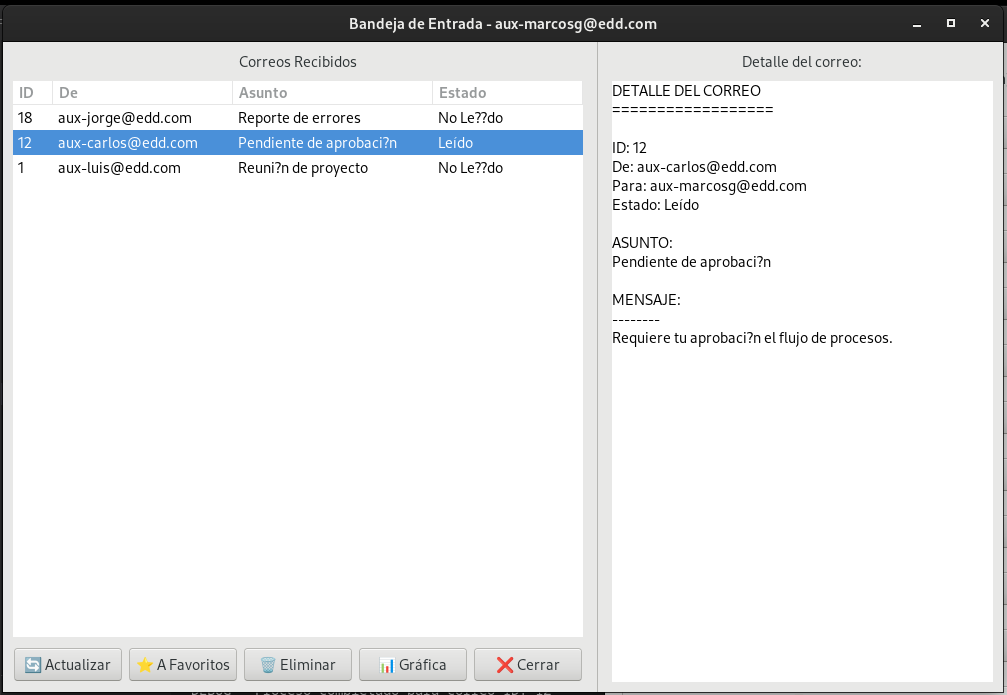 Bandeja de Entrada - aux-marcosg@edd.com
Correos Recibidos
ID De Asunto Estado
18 aux-jorge@edd.com Reporte de errores No Le??do
12 aux-carlos@edd.com Pendiente de aprobaci?n Leído
1 aux-luis@edd.com Reuni?n de proyecto No Le??do
Actualizar A Favoritos Eliminar Gráfica Cerrar
Detalle del correo:
DETALLE DEL CORREO
==================
ID: 12
De: aux-carlos@edd.com
Para: aux-marcosg@edd.com
Estado: Leído
ASUNTO:
Pendiente de aprobaci?n
MENSAJE:
--------
Requiere tu aprobaci?n el flujo de procesos.